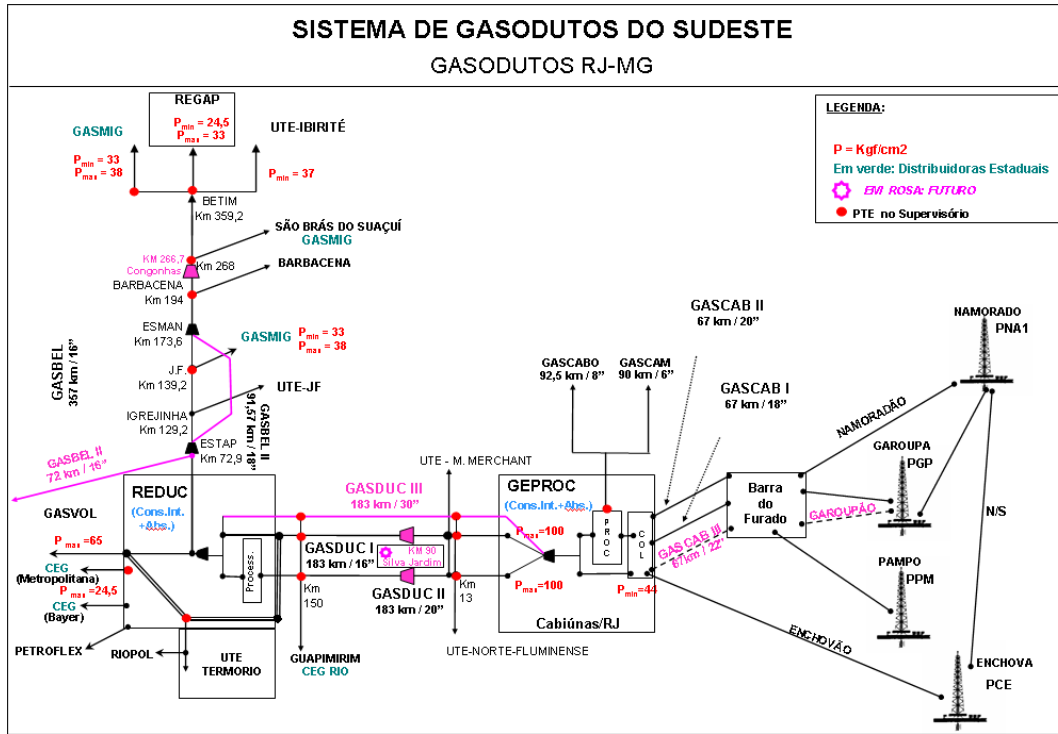 SISTEMA DE GASODUTOS DO SUDESTE
GASODUTOS RJ-MG
LEGENDA:
P = Kgf/cm2
Em verde: Distribuidoras Estaduais
EM ROSA: FUTURO
PTE no Supervisório
REGAP
Pmin = 24,5
Pmax = 33
GASMIG
UTE-IBIRITÉ
Pmin = 33
Pmax = 38
Pmin = 37
BETIM
Km 359,2
SÃO BRÁS DO SUAÇUÍ
GASMIG
KM 266,7
Congonhas
Km 268
BARBACENA
BARBACENA
Km 194
ESMAN
Km 173,6
GASMIG
Pmin = 33
Pmax = 38
J.F.
Km 139,2
UTE-JF
IGREJINHA
Km 129,2
ESTAP
Km 72,9
GASBEL
357 km / 16”
GASBEL II
91,57 km / 18”
GASBEL II
72 km / 16”
REDUC
(Cons.Int.
+Abs.)
GASVOL
Pmax = 65
CEG
(Metropolitana)
Pmax = 24,5
CEG
(Bayer)
PETROFLEX
RIOPOL
UTE
TERMORIO
Process.
GASDUC III
183 km / 30”
GASDUC I
183 km / 16”
KM 90
Silva Jardim
GASDUC II
183 km / 20”
Km
150
GUAPIMIRIM
CEG RIO
UTE - M. MERCHANT
Km
13
UTE-NORTE-FLUMINENSE
GEPROC
(Cons.Int.+Abs.)
Pmax=100
Pmax=100
Pmin=44
PROC
COL
Cabiúnas/RJ
GASCABO
92,5 km / 8”
GASCAM
90 km / 6”
GASCAB II
67 km / 20”
GASCAB I
67 km / 18”
GASCAB III
67km / 22”
Barra
do
Furado
NAMORADÃO
GAROUPÃO
ENCHOVÃO
N/S
NAMORADO
PNA1
GAROUPA
PGP
PAMPO
PPM
ENCHOVA
PCE